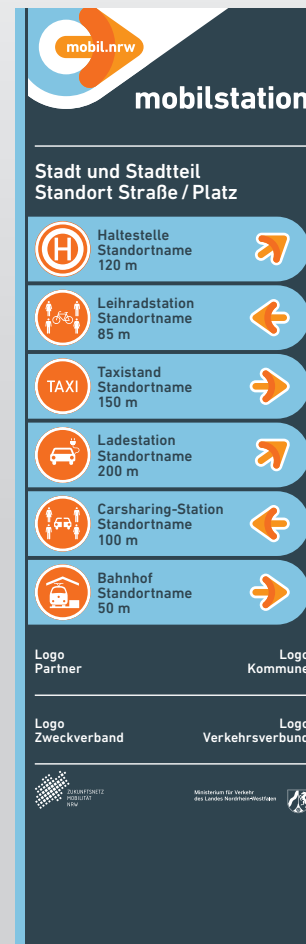 mobil.nrw
mobilstation
Stadt und Stadtteil
Standort Straße / Platz
H
Haltestelle
Standortname
120 m
Leihradstation
Standortname
85 m
TAXI
Taxistand
Standortname
150 m
Ladestation
Standortname
200 m
Carsharing-Station
Standortname
100 m
Bahnhof
Standortname
50 m
Logo
Partner
Logo
Kommune
Logo
Zweckverband
Logo
Verkehrsverbund
ZUKUNFTSNETZ
MOBILITÄT
NRW
Ministerium für Verkehr
des Landes Nordrhein-Westfalen